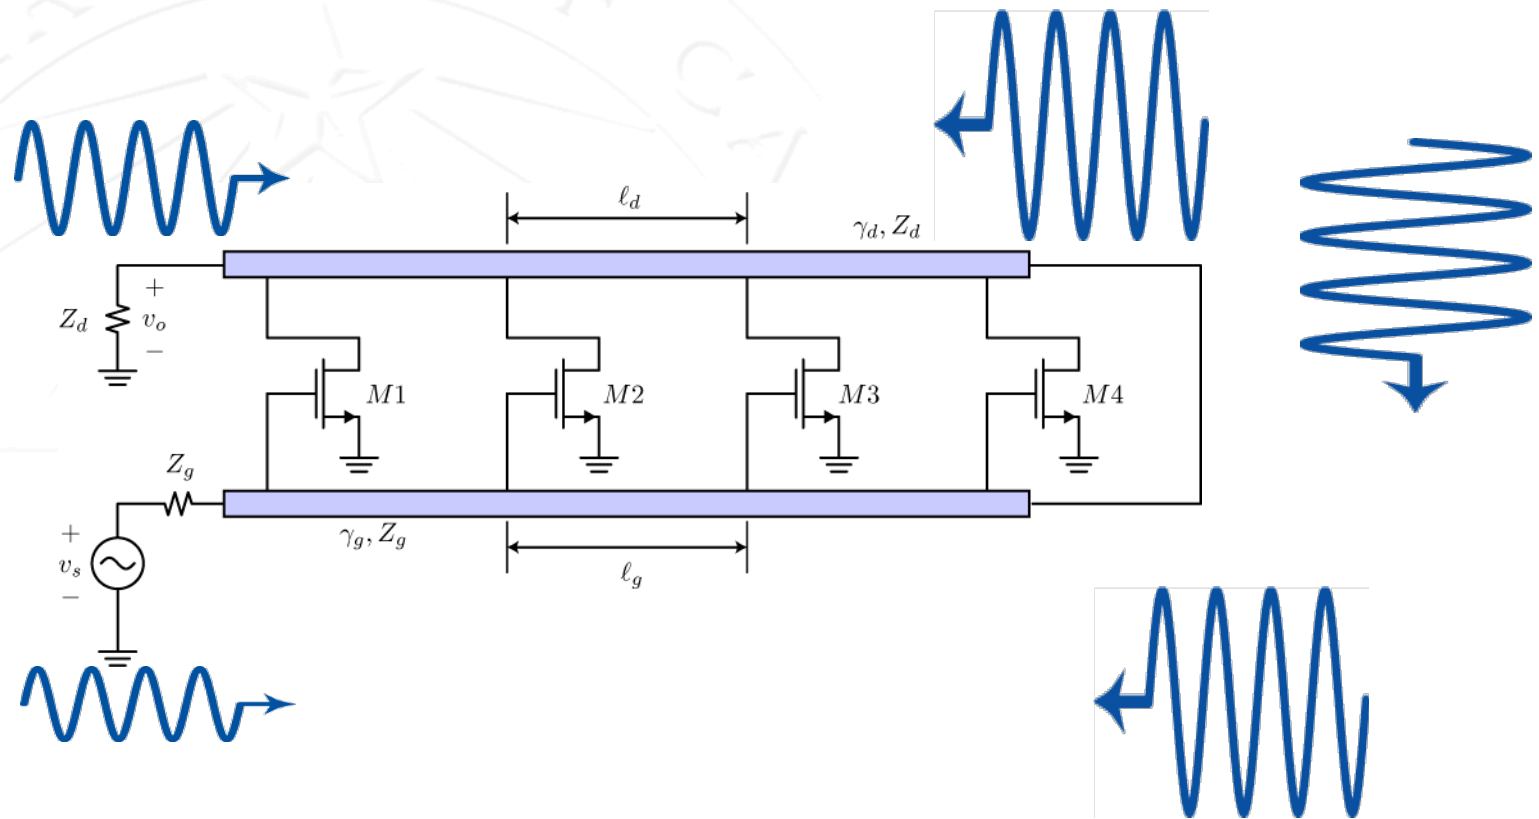 ℓ_d
γ_d, Z_d
Z_d
+
v_o
−
M1
M2
M3
M4
Z_g
+
v_s
−
γ_g, Z_g
ℓ_g